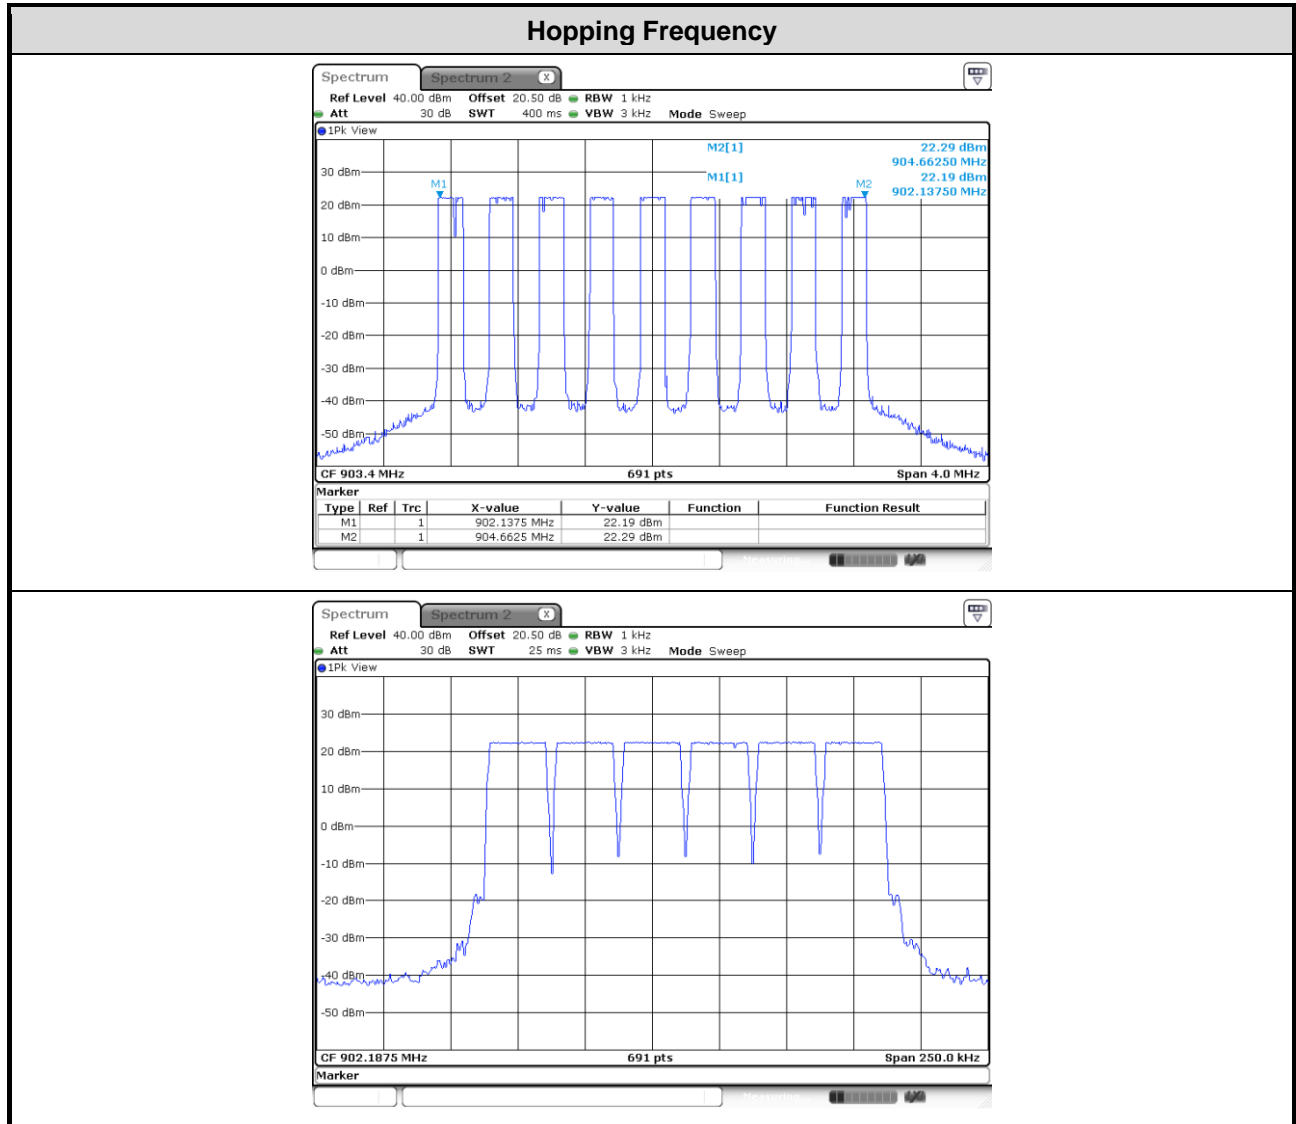 Hopping Frequency
Spectrum Spectrum 2 X
Ref Level 40.00 dBm Offset 20.50 dB RBW 1 kHz
Att 30 dB SWT 400 ms VBW 3 kHz Mode Sweep
1Pk View
M2[1] 22.29 dBm
904.66250 MHz
30 dBm
M1[1] 22.19 dBm
902.13750 MHz
M1 M2
20 dBm
10 dBm
0 dBm
-10 dBm
-20 dBm
-30 dBm
-40 dBm
-50 dBm
CF 903.4 MHz 691 pts Span 4.0 MHz
Marker
Type Ref Trc X-value Y-value Function Function Result
M1 1 902.1375 MHz 22.19 dBm
M2 1 904.6625 MHz 22.29 dBm
Measuring...
Spectrum Spectrum 2 X
Ref Level 40.00 dBm Offset 20.50 dB RBW 1 kHz
Att 30 dB SWT 25 ms VBW 3 kHz Mode Sweep
1Pk View
30 dBm
20 dBm
10 dBm
0 dBm
-10 dBm
-20 dBm
-30 dBm
-40 dBm
-50 dBm
CF 902.1875 MHz 691 pts Span 250.0 kHz
Marker
Measuring...